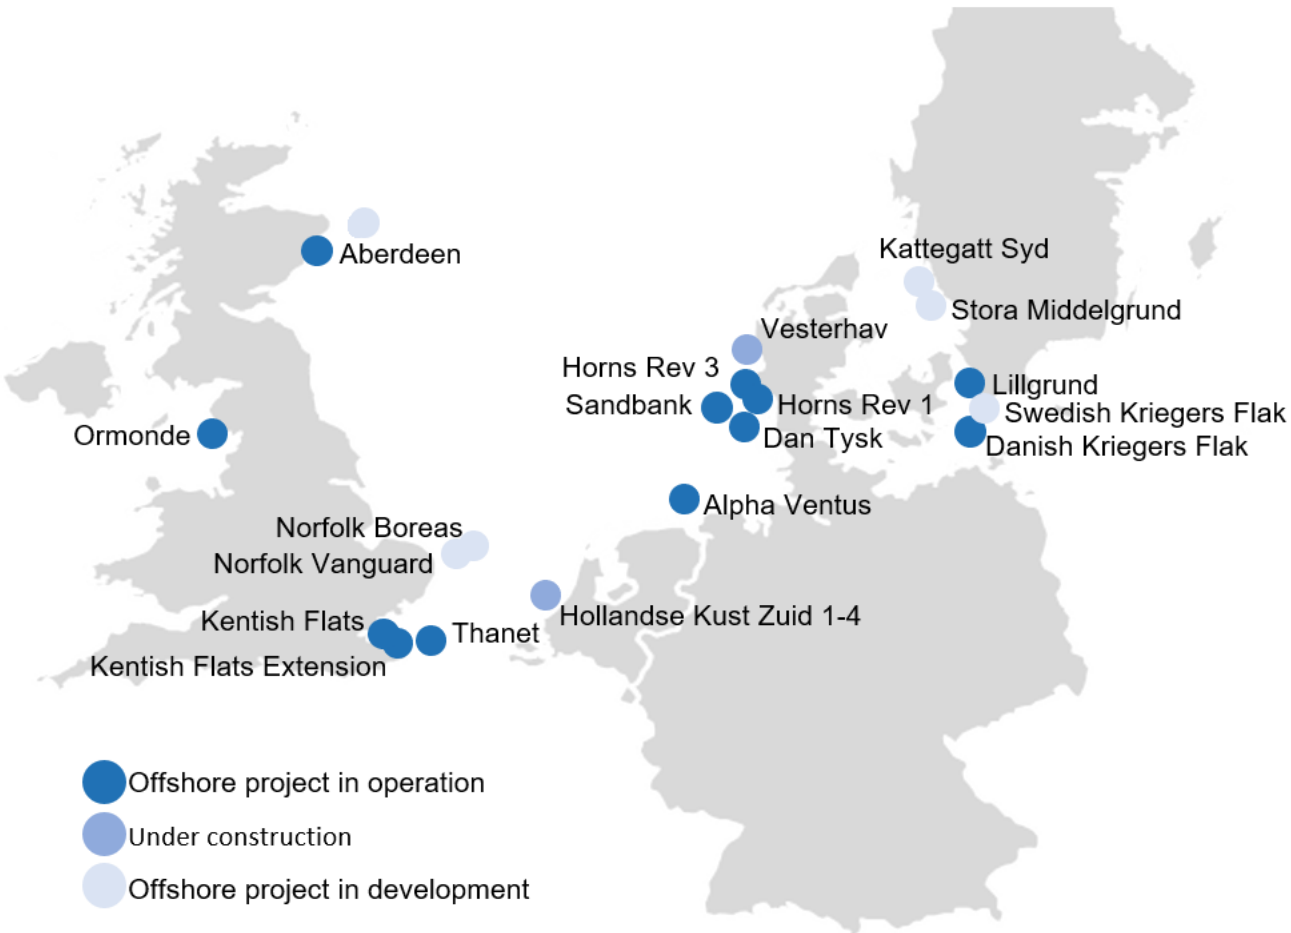 Aberdeen
Kattegatt Syd
Stora Middelgrund
Vesterhav
Horns Rev 3
Sandbank
Horns Rev 1
Dan Tysk
Lillgrund
Swedish Kriegers Flak
Danish Kriegers Flak
Ormonde
Alpha Ventus
Norfolk Boreas
Norfolk Vanguard
Hollandse Kust Zuid 1-4
Kentish Flats
Thanet
Kentish Flats Extension
Offshore project in operation
Under construction
Offshore project in development